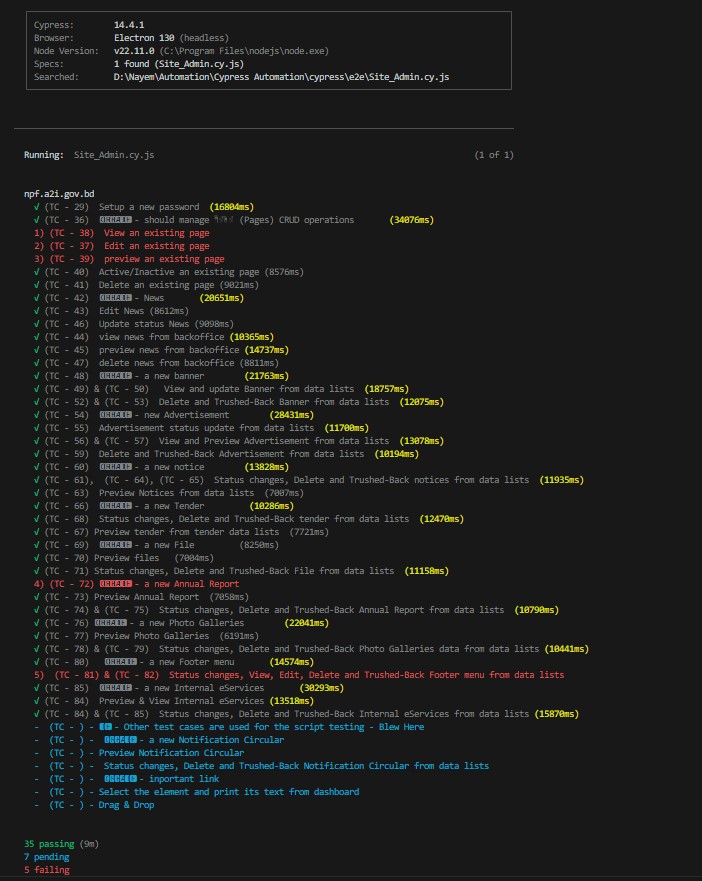 Cypress: 14.4.1
Browser: Electron 130 (headless)
Node Version: v22.11.0 (C:\Program Files\nodejs\node.exe)
Specs: 1 found (Site_Admin.cy.js)
Searched: D:\Nayem\Automation\Cypress Automation\cypress\e2e\Site_Admin.cy.js
Running: Site_Admin.cy.js (1 of 1)
npf.a2i.gov.bd
√ (TC - 29) Setup a new password (16804ms)
√ (TC - 36) - should manage (Pages) CRUD operations (34076ms)
1) (TC - 38) View an existing page
2) (TC - 37) Edit an existing page
3) (TC - 39) preview an existing page
√ (TC - 40) Active/Inactive an existing page (8576ms)
√ (TC - 41) Delete an existing page (9021ms)
√ (TC - 42) - News (20651ms)
√ (TC - 43) Edit News (8612ms)
√ (TC - 46) Update status News (9098ms)
√ (TC - 44) view news from backoffice (10365ms)
√ (TC - 45) preview news from backoffice (14737ms)
√ (TC - 47) delete news from backoffice (8811ms)
√ (TC - 48) - a new banner (21763ms)
√ (TC - 49) & (TC - 50) View and update Banner from data lists (18757ms)
√ (TC - 52) & (TC - 53) Delete and Trushed-Back Banner from data lists (12075ms)
√ (TC - 54) - new Advertisement (28431ms)
√ (TC - 55) Advertisement status update from data lists (11700ms)
√ (TC - 56) & (TC - 57) View and Preview Advertisement from data lists (13078ms)
√ (TC - 59) Delete and Trushed-Back Advertisement from data lists (10194ms)
√ (TC - 60) - a new notice (13828ms)
√ (TC - 61), (TC - 64), (TC - 65) Status changes, Delete and Trushed-Back notices from data lists (11935ms)
√ (TC - 63) Preview Notices from data lists (7007ms)
√ (TC - 66) - a new Tender (10286ms)
√ (TC - 68) Status changes, Delete and Trushed-Back tender from data lists (12470ms)
√ (TC - 67) Preview tender from tender data lists (7721ms)
√ (TC - 69) - a new File (8250ms)
√ (TC - 70) Preview files (7004ms)
√ (TC - 71) Status changes, Delete and Trushed-Back File from data lists (11158ms)
4) (TC - 72) - a new Annual Report
√ (TC - 73) Preview Annual Report (7058ms)
√ (TC - 74) & (TC - 75) Status changes, Delete and Trushed-Back Annual Report from data lists (10790ms)
√ (TC - 76) - a new Photo Galleries (22041ms)
√ (TC - 77) Preview Photo Galleries (6191ms)
√ (TC - 78) & (TC - 79) Status changes, Delete and Trushed-Back Photo Galleries data from data lists (10441ms)
√ (TC - 80) - a new Footer menu (14574ms)
5) (TC - 81) & (TC - 82) Status changes, View, Edit, Delete and Trushed-Back Footer menu from data lists
√ (TC - 85) - a new Internal eServices (30293ms)
√ (TC - 84) Preview & View Internal eServices (13518ms)
√ (TC - 84) & (TC - 85) Status changes, Delete and Trushed-Back Internal eServices from data lists (15870ms)
- (TC - ) - - Other test cases are used for the script testing - Blew Here
- (TC - ) - - a new Notification Circular
- (TC - ) - Preview Notification Circular
- (TC - ) - Status changes, Delete and Trushed-Back Notification Circular from data lists
- (TC - ) - - inportant link
- (TC - ) - Select the element and print its text from dashboard
- (TC - ) - Drag & Drop
35 passing (9m)
7 pending
5 failing